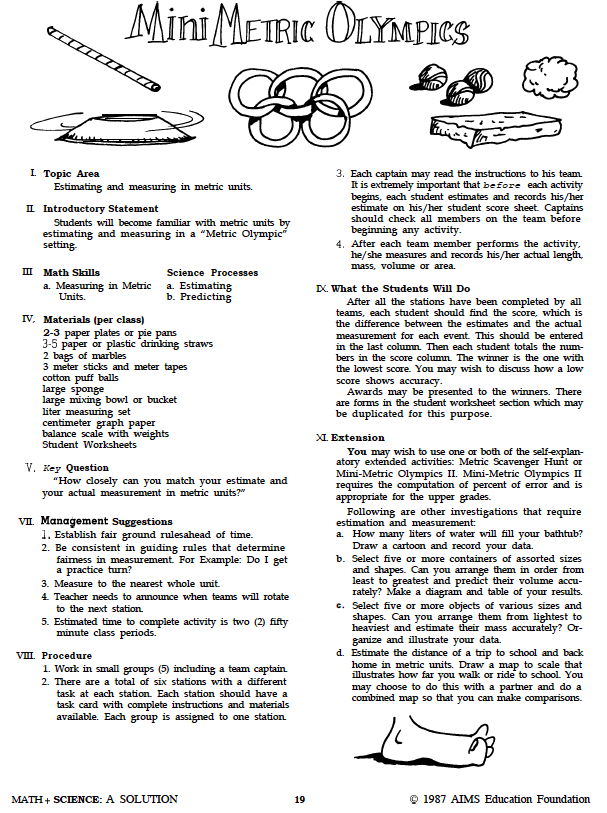 Mini METRIC OLYMPICS
I. Topic Area
Estimating and measuring in metric units.
II. Introductory Statement
Students will become familiar with metric units by
estimating and measuring in a “Metric Olympic”
setting.
III Math Skills Science Processes
a. Measuring in Metric a. Estimating
Units. b. Predicting
IV. Materials (per class)
2-3 paper plates or pie pans
3-5 paper or plastic drinking straws
2 bags of marbles
3 meter sticks and meter tapes
cotton puff balls
large sponge
large mixing bowl or bucket
liter measuring set
centimeter graph paper
balance scale with weights
Student Worksheets
V. Key Question
“How closely can you match your estimate and
your actual measurement in metric units?”
VII. Management Suggestions
1. Establish fair ground rulesahead of time.
2. Be consistent in guiding rules that determine
fairness in measurement. For Example: Do I get
a practice turn?
3. Measure to the nearest whole unit.
4. Teacher needs to announce when teams will rotate
to the next station.
5. Estimated time to complete activity is two (2) fifty
minute class periods.
VIII. Procedure
1. Work in small groups (5) including a team captain.
2. There are a total of six stations with a different
task at each station. Each station should have a
task card with complete instructions and materials
available. Each group is assigned to one station.
3. Each captain may read the instructions to his team.
It is extremely important that before each activity
begins, each student estimates and records his/her
estimate on his/her student score sheet. Captains
should check all members on the team before
beginning any activity.
4. After each team member performs the activity,
he/she measures and records his/her actual length,
mass, volume or area.
IX. What the Students Will Do
After all the stations have been completed by all
teams, each student should find the score, which is
the difference between the estimates and the actual
measurement for each event. This should be entered
in the last column. Then each student totals the num-
bers in the score column. The winner is the one with
the lowest score. You may wish to discuss how a low
score shows accuracy.
Awards may be presented to the winners. There
are forms in the student worksheet section which may
be duplicated for this purpose.
XI. Extension
You may wish to use one or both of the self-explan-
atory extended activities: Metric Scavenger Hunt or
Mini-Metric Olympics II. Mini-Metric Olympics II
requires the computation of percent of error and is
appropriate for the upper grades.
Following are other investigations that require
estimation and measurement:
a. How many liters of water will fill your bathtub?
Draw a cartoon and record your data.
b. Select five or more containers of assorted sizes
and shapes. Can you arrange them in order from
least to greatest and predict their volume accu-
rately? Make a diagram and table of your results.
c. Select five or more objects of various sizes and
shapes. Can you arrange them from lightest to
heaviest and estimate their mass accurately? Or-
ganize and illustrate your data.
d. Estimate the distance of a trip to school and back
home in metric units. Draw a map to scale that
illustrates how far you walk or ride to school. You
may choose to do this with a partner and do a
combined map so that you can make comparisons.
MATH + SCIENCE: A SOLUTION 19 © 1987 AIMS Education Foundation